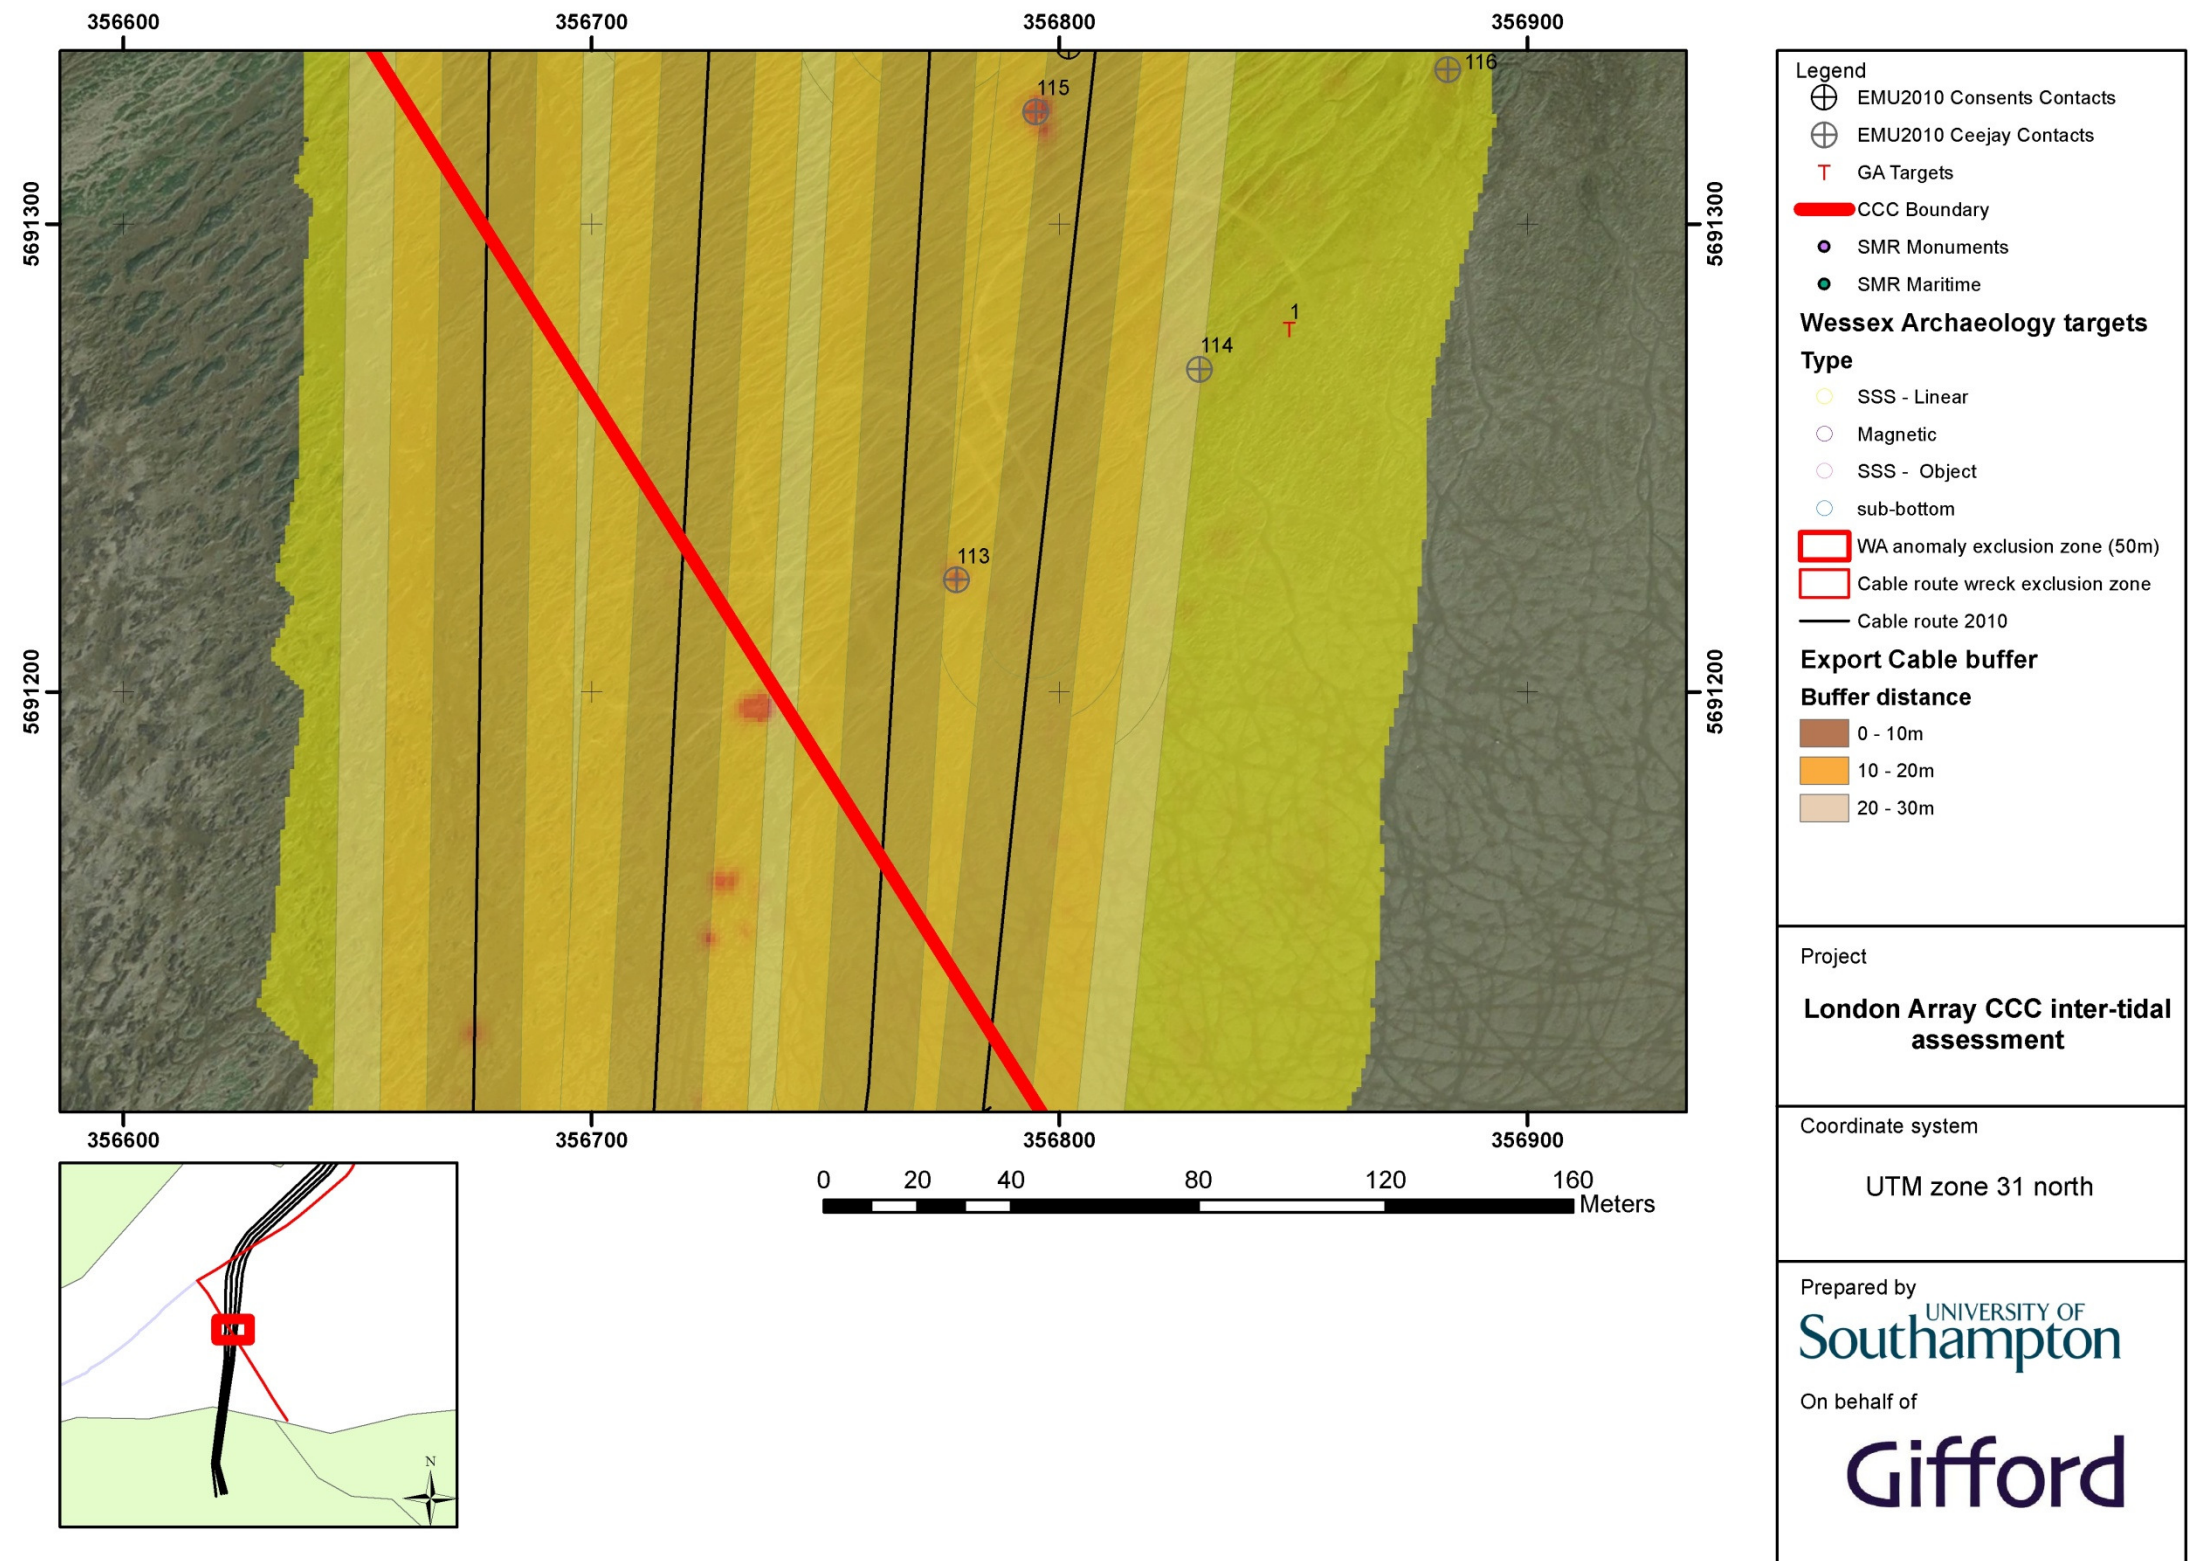 356600 356700 356800 356900
116
115
5691300 5691300
1
114
113
5691200 5691200
356600 356700 356800 356900
0 20 40 80 120 160
Meters
N
Legend
EMU2010 Consents Contacts
EMU2010 Ceejay Contacts
T GA Targets
CCC Boundary
SMR Monuments
SMR Maritime
Wessex Archaeology targets
Type
SSS - Linear
Magnetic
SSS - Object
sub-bottom
WA anomaly exclusion zone (50m)
Cable route wreck exclusion zone
Cable route 2010
Export Cable buffer
Buffer distance
0 - 10m
10 - 20m
20 - 30m
Project
London Array CCC inter-tidal
assessment
Coordinate system
UTM zone 31 north
Prepared by
UNIVERSITY OF
Southampton
On behalf of
Gifford